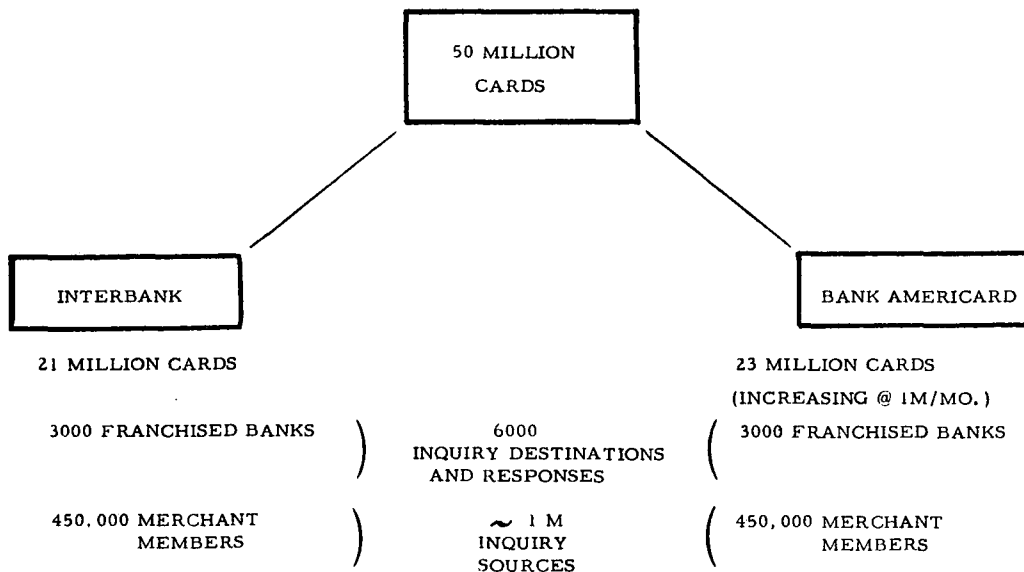 50 MILLION
CARDS
INTERBANK
BANK AMERICARD
21 MILLION CARDS
23 MILLION CARDS
(INCREASING @ 1M/MO.)
3000 FRANCHISED BANKS
)
6000
INQUIRY DESTINATIONS
AND RESPONSES
(
3000 FRANCHISED BANKS
450,000 MERCHANT
MEMBERS
)
~ 1 M
INQUIRY
SOURCES
(
450,000 MERCHANT
MEMBERS